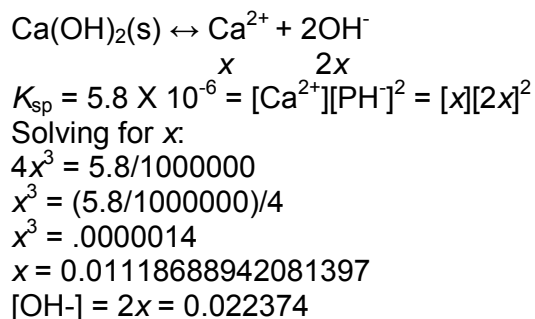 Ca(OH)₂(s) ↔ Ca²⁺ + 2OH⁻
x 2x
Kₛₚ = 5.8 X 10⁻⁶ = [Ca²⁺][PH⁻]² = [x][2x]²
Solving for x:
4x³ = 5.8/1000000
x³ = (5.8/1000000)/4
x³ = .0000014
x = 0.01118688942081397
[OH-] = 2x = 0.022374